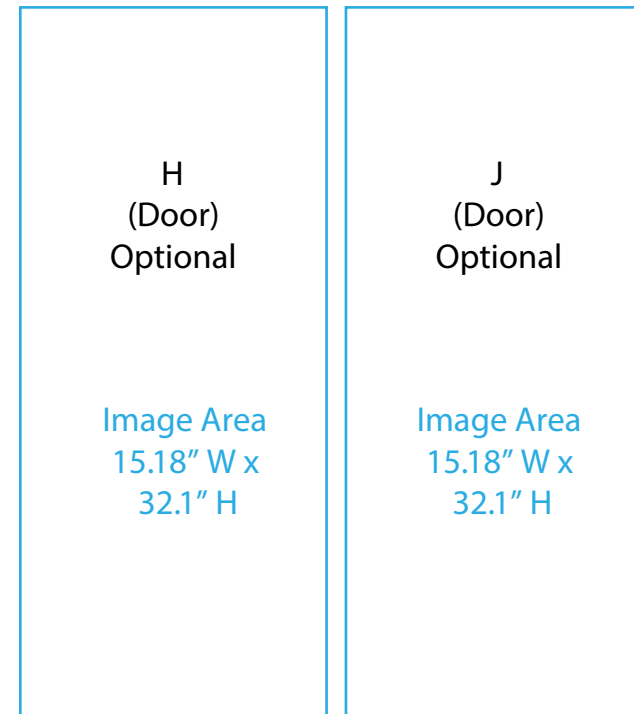 H
(Door)
Optional
Image Area
15.18” W x
32.1” H
J
(Door)
Optional
Image Area
15.18” W x
32.1” H